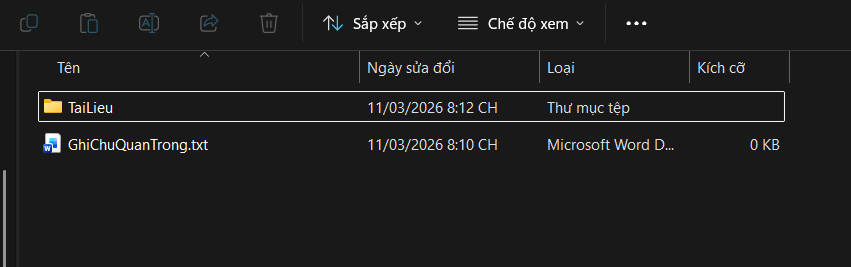 Sắp xếp Chế độ xem
Tên Ngày sửa đổi Loại Kích cỡ
TaiLieu 11/03/2026 8:12 CH Thư mục tệp
GhiChuQuanTrong.txt 11/03/2026 8:10 CH Microsoft Word D... 0 KB